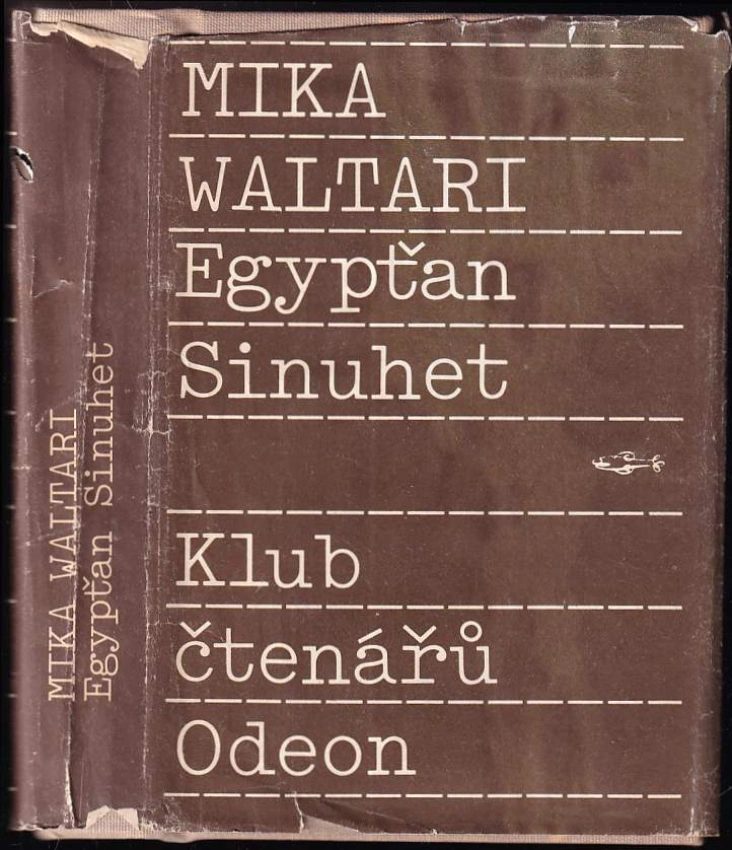 MIKA
WALTARI
Egypťan
Sinuhet
Klub
čtenářů
Odeon
MIKA WALTARI
Egypťan Sinuhet